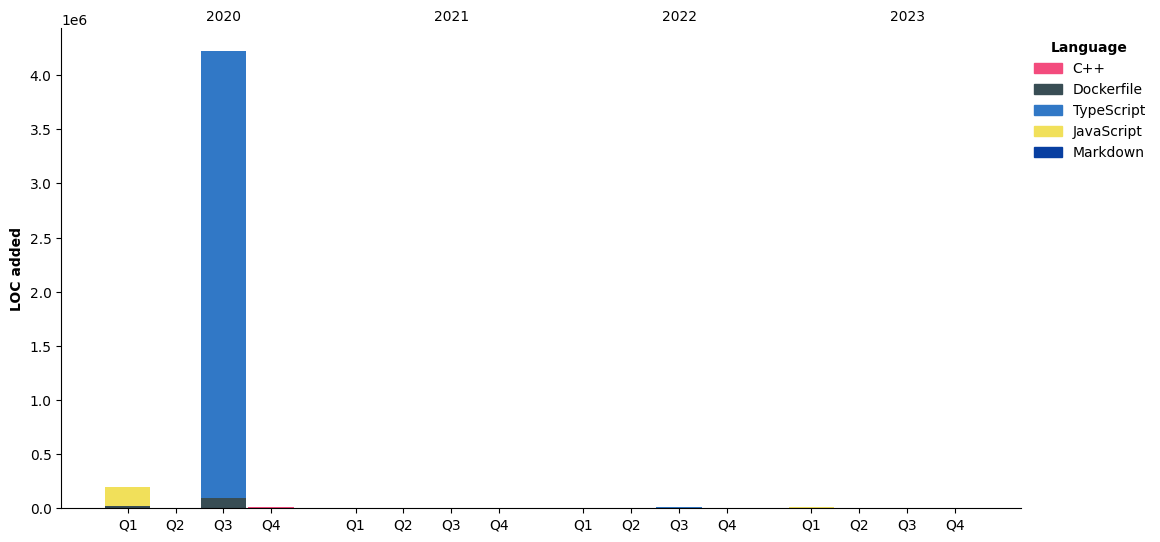 1e6
2020 2021 2022 2023
4.0
3.5
3.0
2.5
2.0
1.5
1.0
0.5
0.0
LOC added
Q1 Q2 Q3 Q4 Q1 Q2 Q3 Q4 Q1 Q2 Q3 Q4 Q1 Q2 Q3 Q4
Language
C++
Dockerfile
TypeScript
JavaScript
Markdown